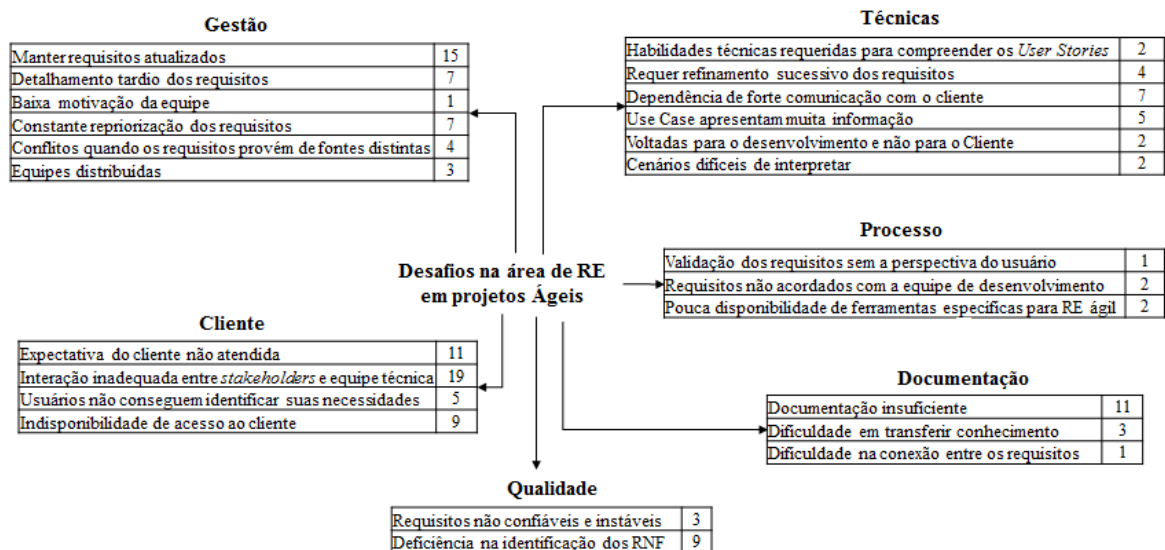 Gestão
Manter requisitos atualizados 15
Detalhamento tardio dos requisitos 7
Baixa motivação da equipe 1
Constante repriorização dos requisitos 7
Conflitos quando os requisitos provém de fontes distintas 4
Equipes distribuidas 3
Técnicas
Habilidades técnicas requeridas para compreender os User Stories 2
Requer refinamento sucessivo dos requisitos 4
Dependência de forte comunicação com o cliente 7
Use Case apresentam muita informação 5
Voltadas para o desenvolvimento e não para o Cliente 2
Cenários difíceis de interpretar 2
Desafios na área de RE
em projetos Ágeis
Processo
Validação dos requisitos sem a perspectiva do usuário 1
Requisitos não acordados com a equipe de desenvolvimento 2
Pouca disponibilidade de ferramentas específicas para RE ágil 2
Cliente
Expectativa do cliente não atendida 11
Interação inadequada entre stakeholders e equipe técnica 19
Usuários não conseguem identificar suas necessidades 5
Indisponibilidade de acesso ao cliente 9
Documentação
Documentação insuficiente 11
Dificuldade em transferir conhecimento 3
Dificuldade na conexão entre os requisitos 1
Qualidade
Requisitos não confiáveis e instáveis 3
Deficiência na identificação dos RNF 9